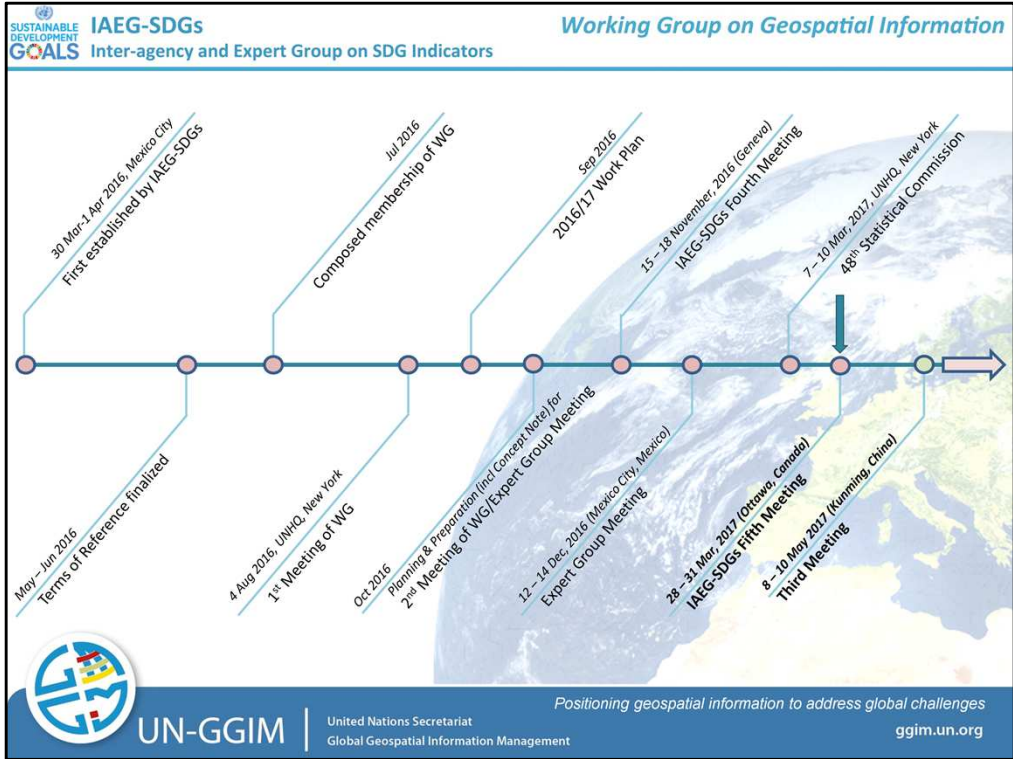 SUSTAINABLE
DEVELOPMENT
GOALS
IAEG-SDGs
Inter-agency and Expert Group on SDG Indicators
Working Group on Geospatial Information
30 Mar-1 Apr 2016, Mexico City
First established by IAEG-SDGs
Jul 2016
Composed membership of WG
Sep 2016
2016/17 Work Plan
15 – 18 November, 2016 (Geneva)
IAEG-SDGs Fourth Meeting
7 – 10 Mar, 2017, UNHQ, New York
48th Statistical Commission
May – Jun 2016
Terms of Reference finalized
4 Aug 2016, UNHQ, New York
1st Meeting of WG
Oct 2016
Planning & Preparation (incl Concept Note) for
2nd Meeting of WG/Expert Group Meeting
12 – 14 Dec, 2016 (Mexico City, Mexico)
Expert Group Meeting
28 – 31 Mar, 2017 (Ottawa, Canada)
IAEG-SDGs Fifth Meeting
8 – 10 May 2017 (Kunming, China)
Third Meeting
UN-GGIM
United Nations Secretariat
Global Geospatial Information Management
Positioning geospatial information to address global challenges
ggim.un.org